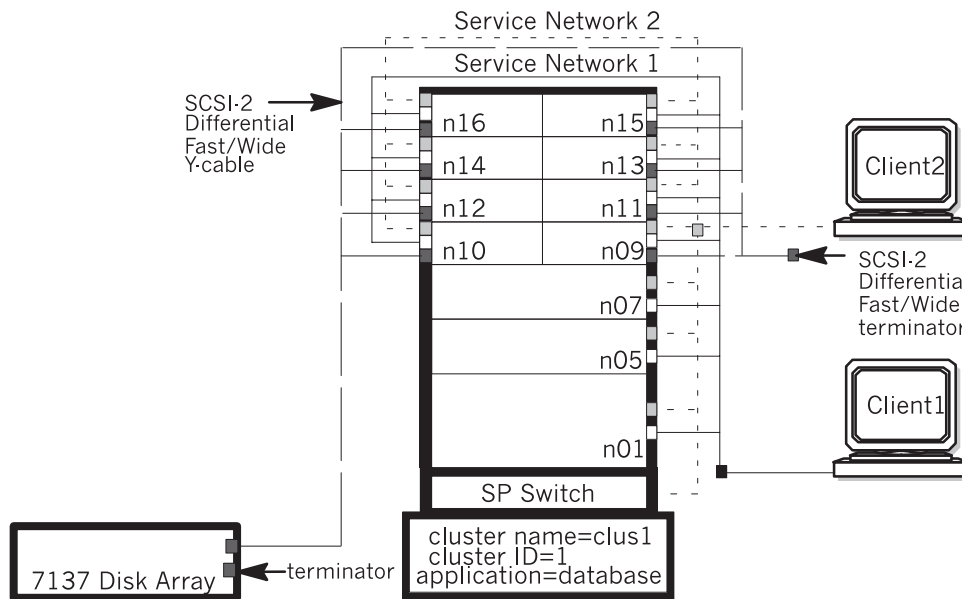 Service Network 2
Service Network 1
SCSI-2
Differential
Fast/Wide
Y-cable
n16
n15
n14
n13
n12
n11
n10
n09
n07
n05
n01
Client2
SCSI-2
Differentia
Fast/Wide
terminator
Client1
SP Switch
cluster name=clus1
cluster ID=1
application=database
7137 Disk Array
terminator